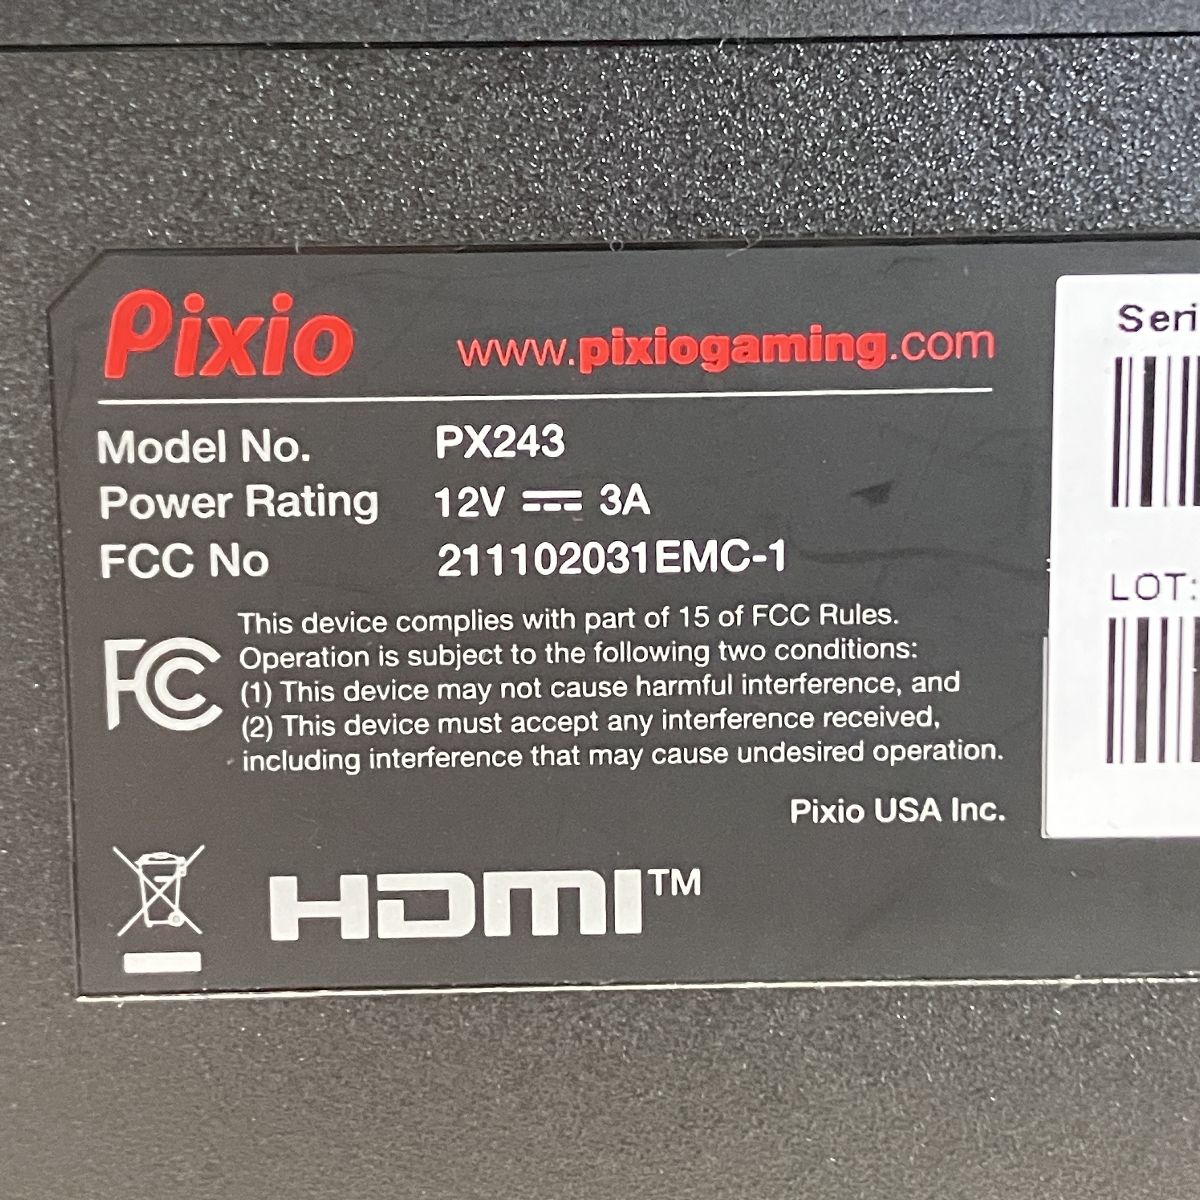 Pixio www.pixiogaming.com
Model No. PX243
Power Rating 12V ⎓ 3A
FCC No 211102031EMC-1
FC This device complies with part of 15 of FCC Rules.
Operation is subject to the following two conditions:
(1) This device may not cause harmful interference, and
(2) This device must accept any interference received,
including interference that may cause undesired operation.
Pixio USA Inc.
HDMI™
Seri
LOT: